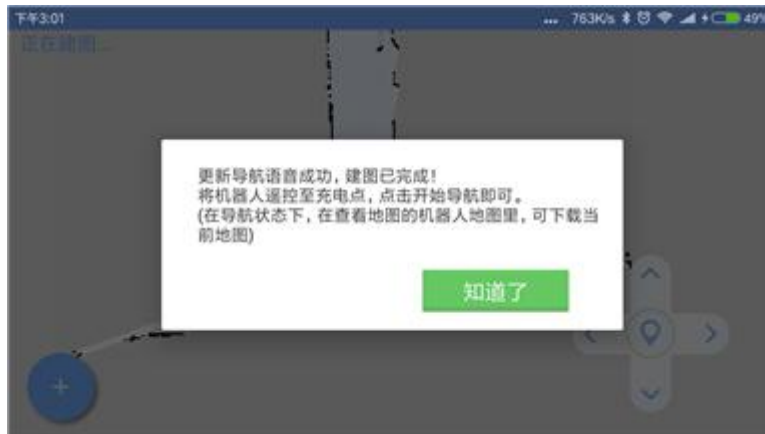 下午3:01
... 763K/s 49%
正在建图...
更新导航语音成功，建图已完成！
将机器人遥控至充电点，点击开始导航即可。
(在导航状态下，在查看地图的机器人地图里，可下载当
前地图)
知道了